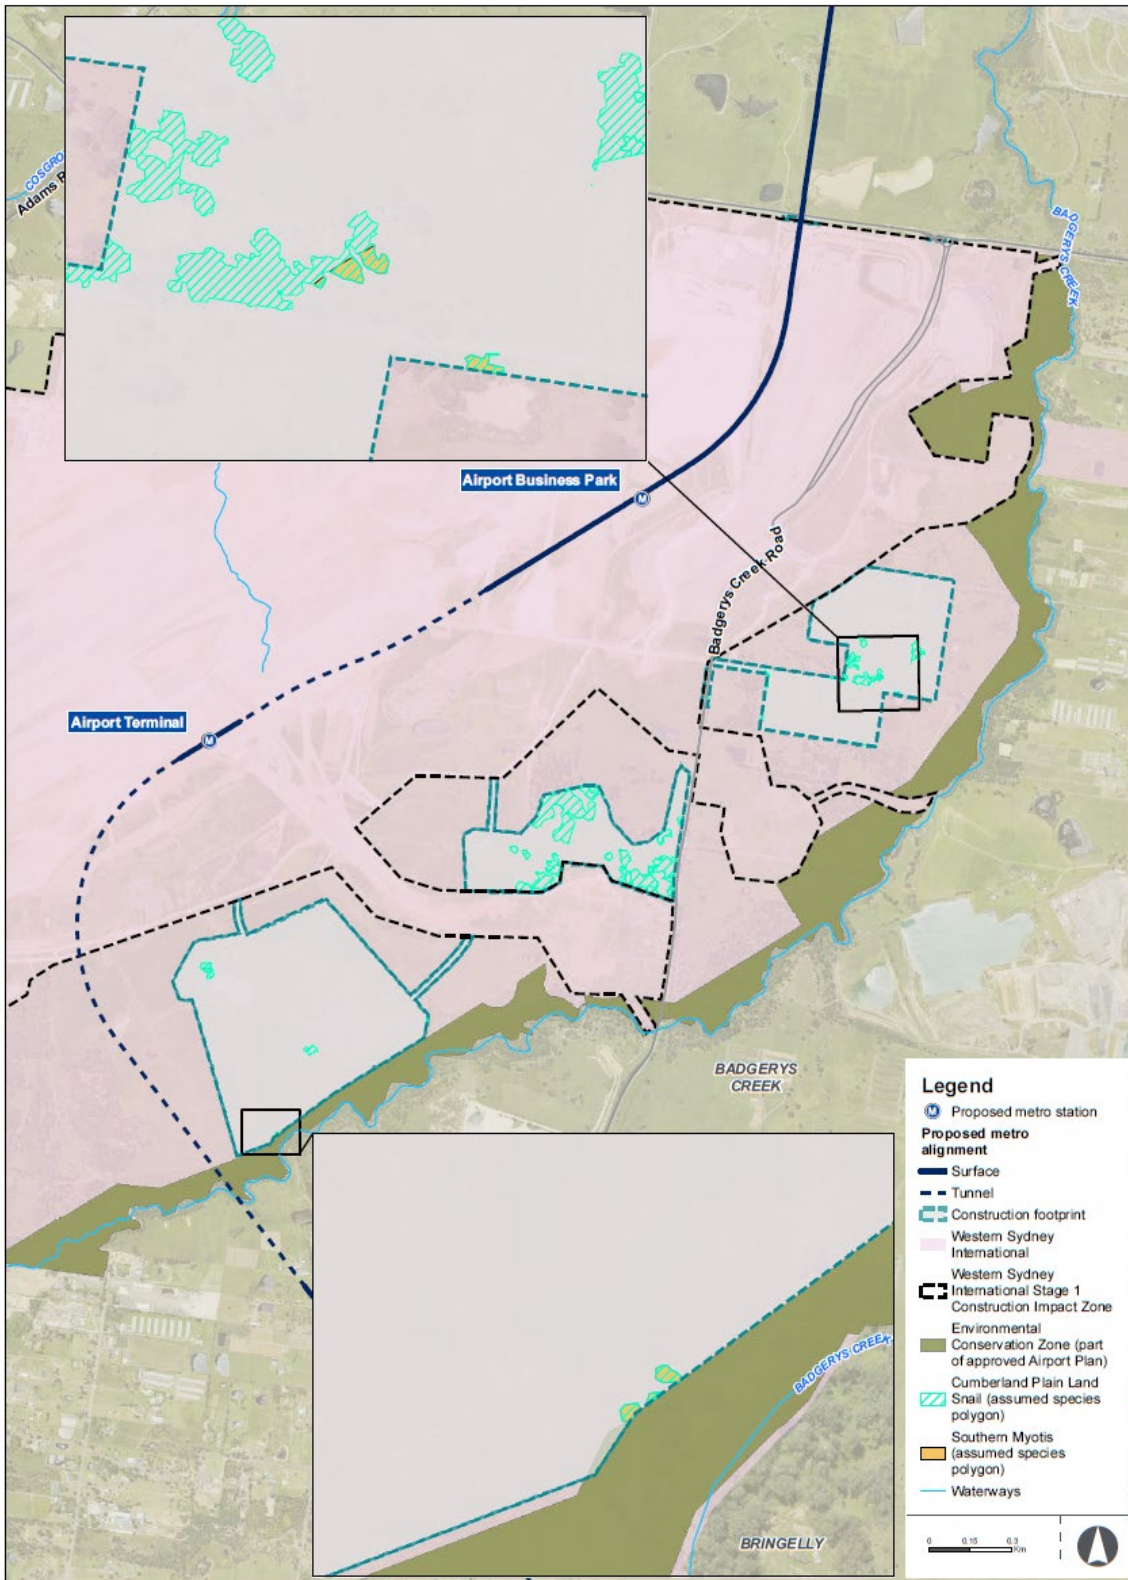 COSGRO
Adams R
BADGERYS CREEK
Airport Business Park
M
Badgerys Creek Road
Airport Terminal
M
BADGERYS
CREEK
BADGERYS CREEK
BRINGELLY
Legend
M Proposed metro station
Proposed metro
alignment
Surface
Tunnel
Construction footprint
Western Sydney
International
Western Sydney
International Stage 1
Construction Impact Zone
Environmental
Conservation Zone (part
of approved Airport Plan)
Cumberland Plain Land
Snail (assumed species
polygon)
Southern Myotis
(assumed species
polygon)
Waterways
0 0.15 0.3
Km